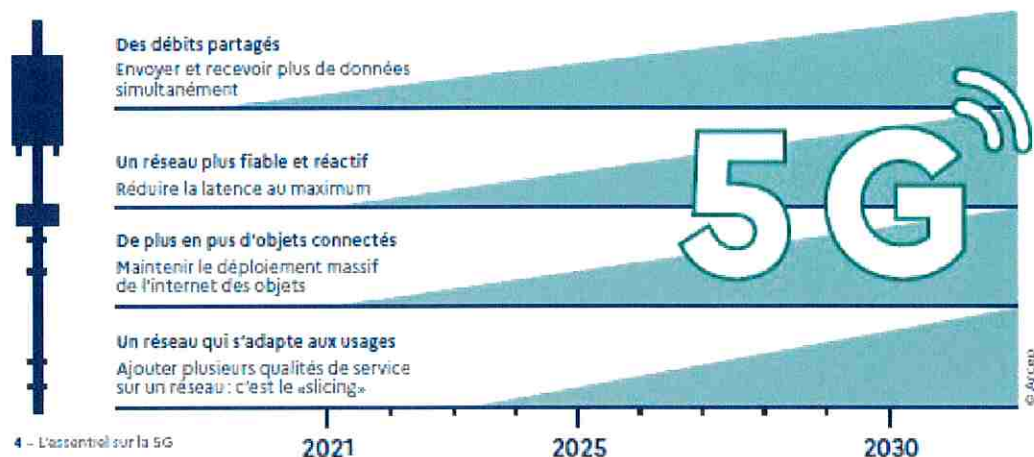 Des débits partagés
Envoyer et recevoir plus de données
simultanément
Un réseau plus fiable et réactif
Réduire la latence au maximum
5G
De plus en pus d'objets connectés
Maintenir le déploiement massif
de l'internet des objets
Un réseau qui s'adapte aux usages
Ajouter plusieurs qualités de service
sur un réseau : c'est le «slicing»
© Arcep
4 – L'essentiel sur la 5G
2021
2025
2030